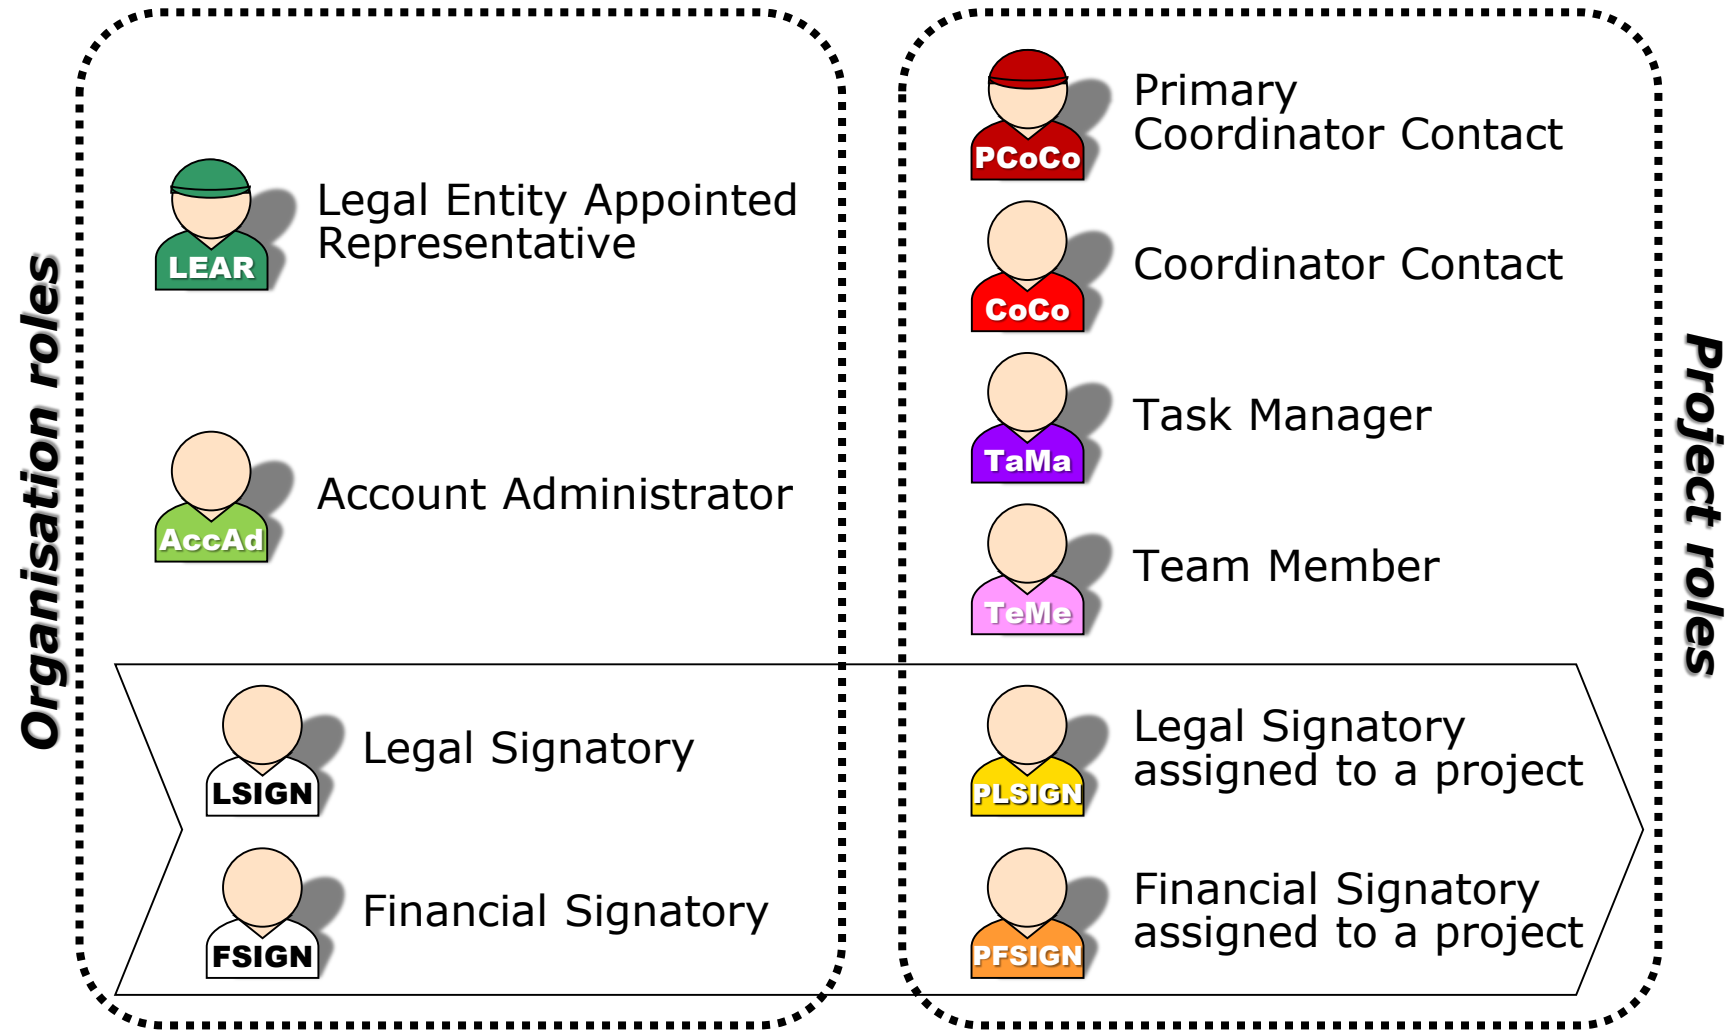 Organisation roles
LEAR
Legal Entity Appointed
Representative
AccAd
Account Administrator
LSIGN
Legal Signatory
FSIGN
Financial Signatory
Project roles
PCoCo
Primary
Coordinator Contact
CoCo
Coordinator Contact
TaMa
Task Manager
TeMe
Team Member
PLSIGN
Legal Signatory
assigned to a project
PFSIGN
Financial Signatory
assigned to a project